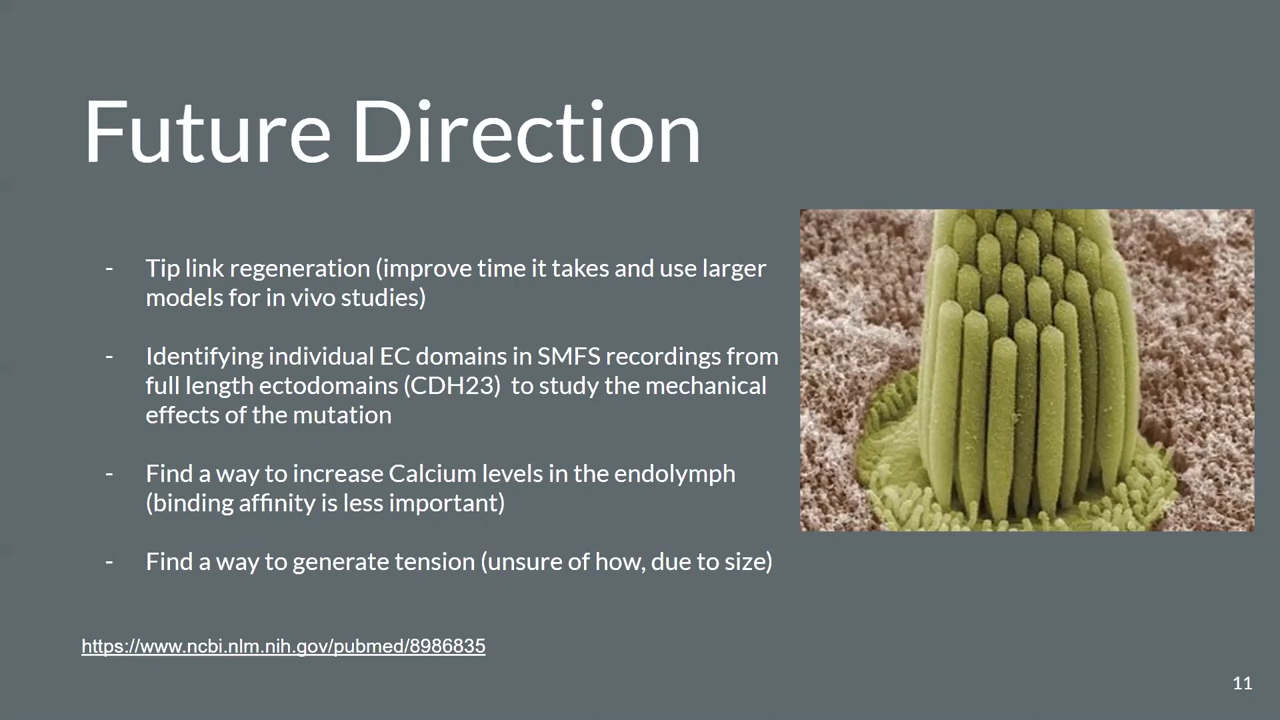 Future Direction
- Tip link regeneration (improve time it takes and use larger
models for in vivo studies)
- Identifying individual EC domains in SMFS recordings from
full length ectodomains (CDH23)  to study the mechanical
effects of the mutation
- Find a way to increase Calcium levels in the endolymph
(binding affinity is less important)
- Find a way to generate tension (unsure of how, due to size)
https://www.ncbi.nlm.nih.gov/pubmed/8986835
11